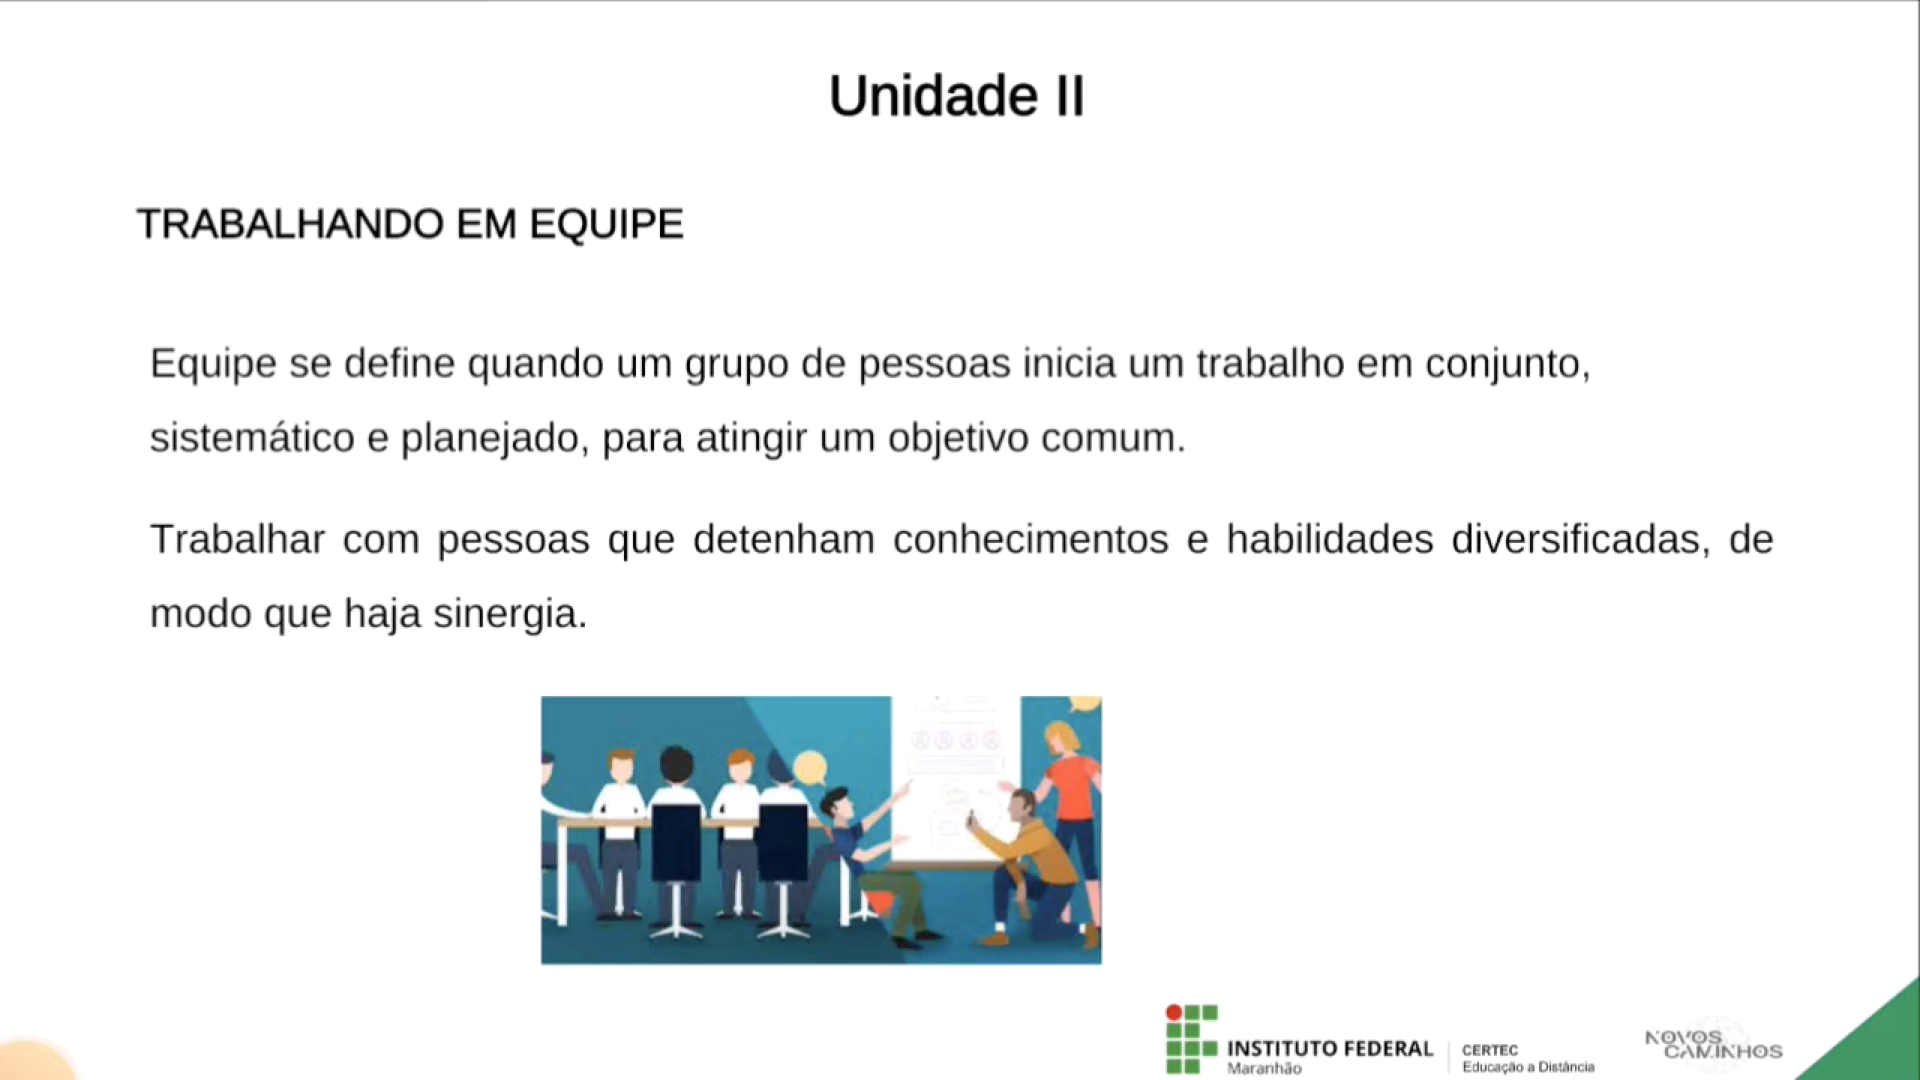 Unidade II
TRABALHANDO EM EQUIPE
Equipe se define quando um grupo de pessoas inicia um trabalho em conjunto,
sistemático e planejado, para atingir um objetivo comum.
Trabalhar com pessoas que detenham conhecimentos e habilidades diversificadas, de
modo que haja sinergia.
INSTITUTO FEDERAL
Maranhão
CERTEC
Educação a Distância
NOVOS
CAMINHOS